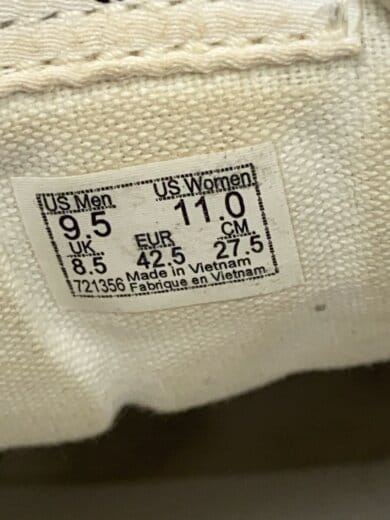 US Men US Women
9.5 11.0
UK EUR CM
8.5 42.5 27.5
Made in Vietnam
721356 Fabrique en Vietnam